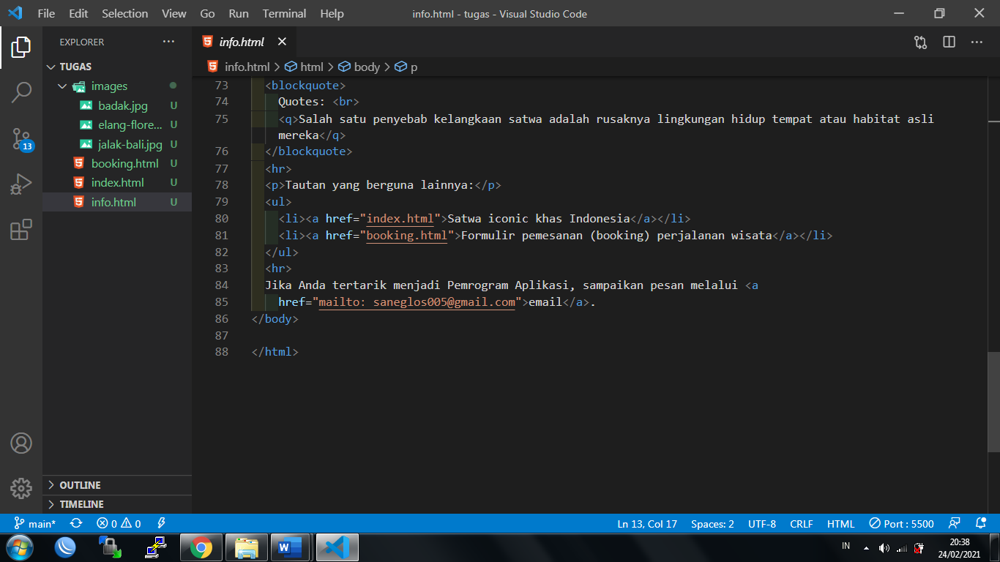 File Edit Selection View Go Run Terminal Help info.html - tugas - Visual Studio Code
EXPLORER ···
info.html
TUGAS
images
badak.jpg U
elang-flore... U
jalak-bali.jpg U
booking.html U
index.html U
info.html U
OUTLINE
TIMELINE
13
info.html > html > body > p
73 <blockquote>
74 Quotes: <br>
75 <q>Salah satu penyebab kelangkaan satwa adalah rusaknya lingkungan hidup tempat atau habitat asli
mereka</q>
76 </blockquote>
77 <hr>
78 <p>Tautan yang berguna lainnya:</p>
79 <ul>
80 <li><a href="index.html">Satwa iconic khas Indonesia</a></li>
81 <li><a href="booking.html">Formulir pemesanan (booking) perjalanan wisata</a></li>
82 </ul>
83 <hr>
84 Jika Anda tertarik menjadi Pemrogram Aplikasi, sampaikan pesan melalui <a
85 href="mailto: saneglos005@gmail.com">email</a>.
86 </body>
87
88 </html>
main* 0 0 Ln 13, Col 17 Spaces: 2 UTF-8 CRLF HTML Port : 5500
IN 20:38
24/02/2021